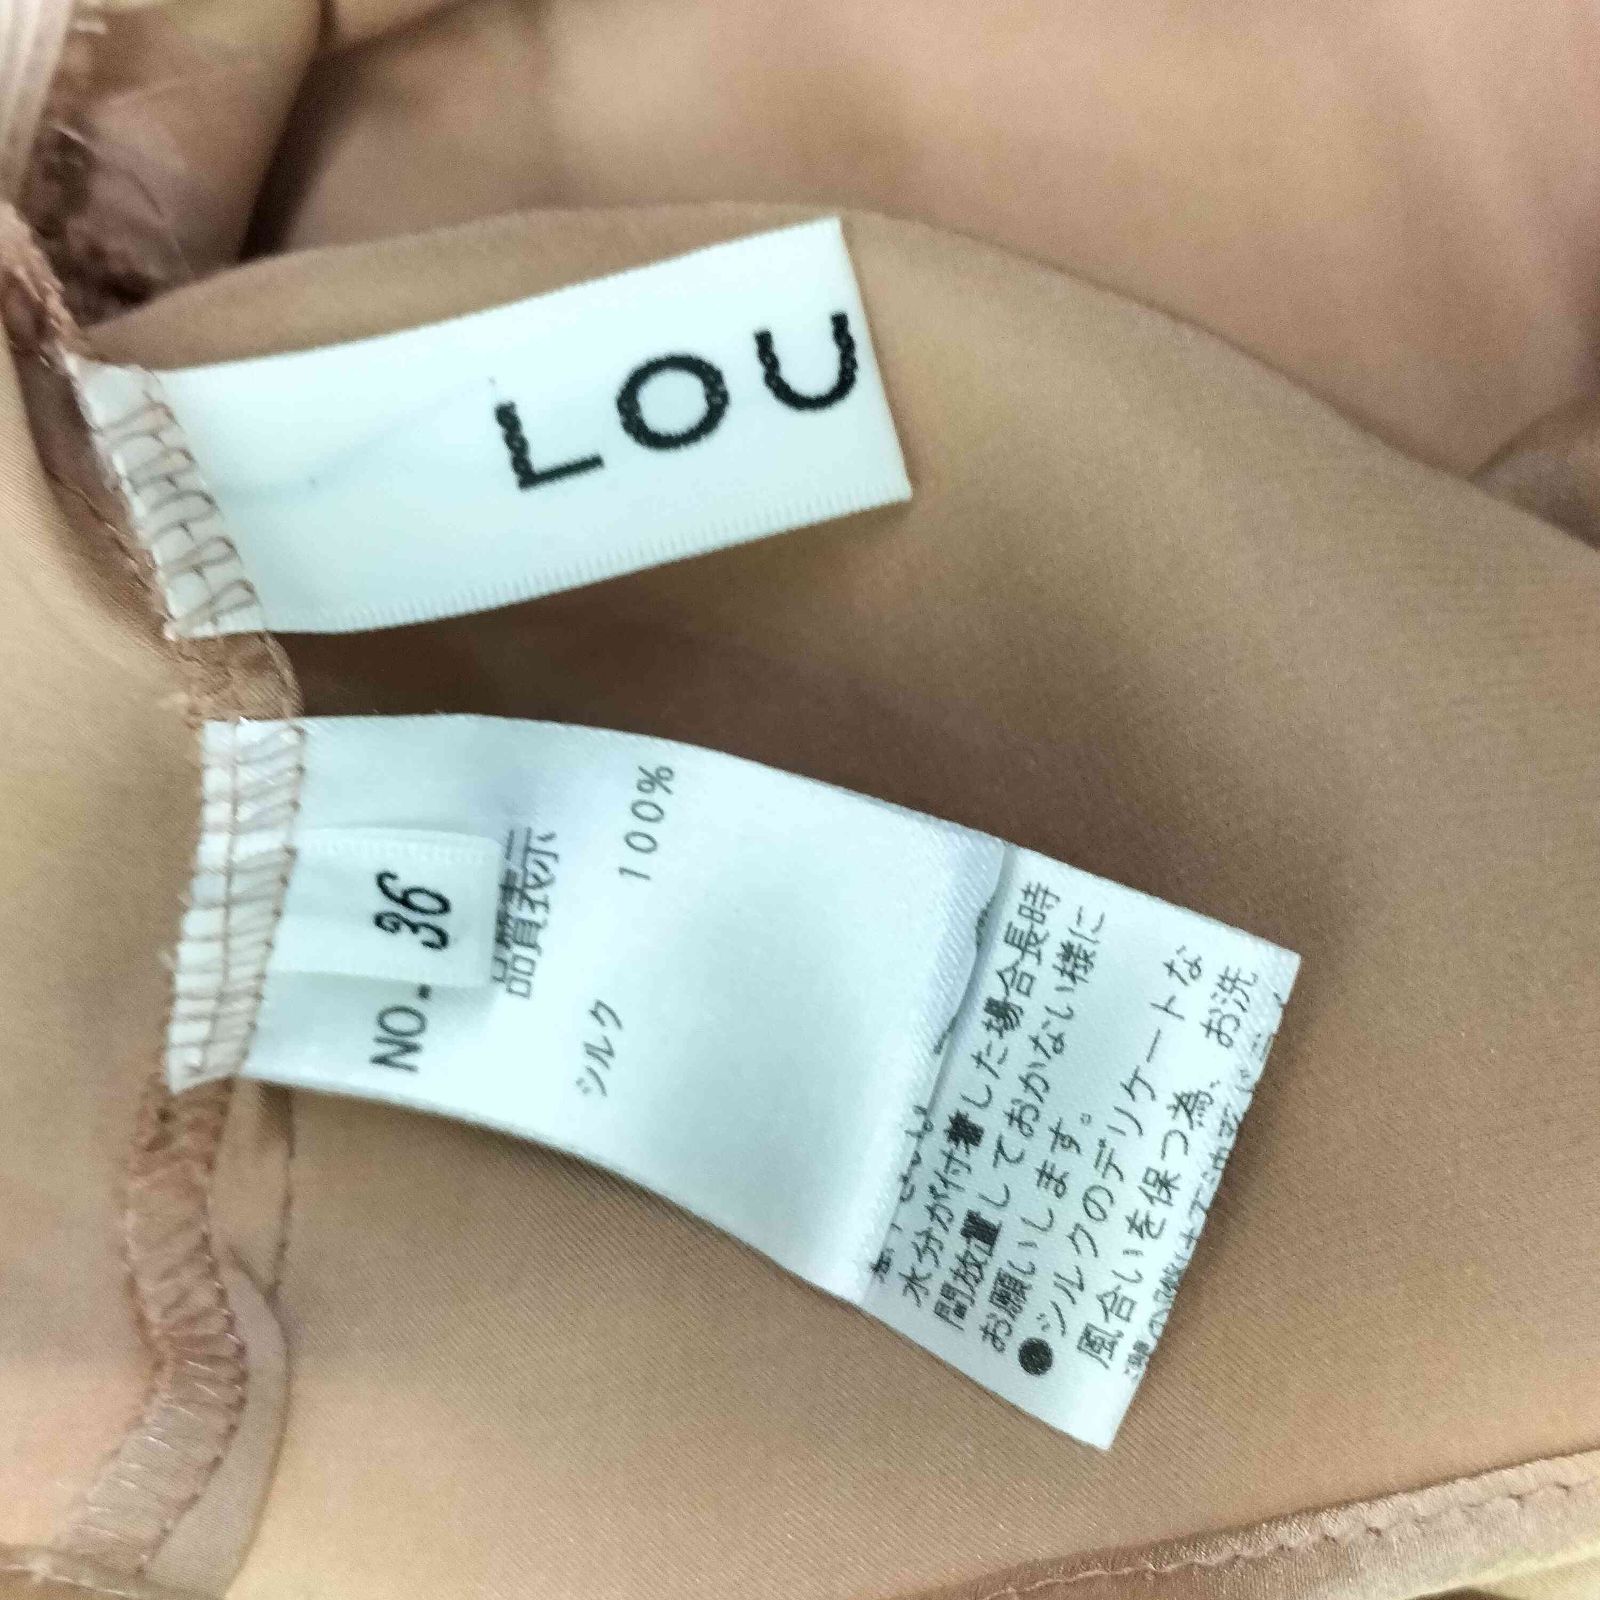 LOU
36
NO.
品質表示
シルク 100%
水分が付着した場合長時
間放置しておかない様に
お願いします。
●シルクのデリケートな
風合いを保つ為、お洗